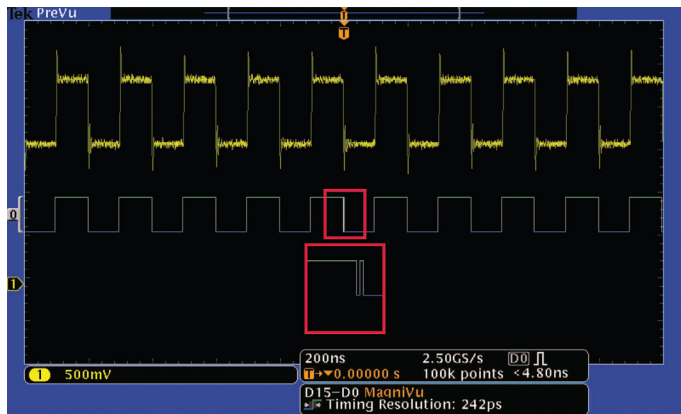 Tek PreVu
U
T
0
1
200ns 2.50GS/s D0
T→▼0.00000 s 100k points <4.80ns
1 500mV
D15-D0 MagniVu
Timing Resolution: 242ps